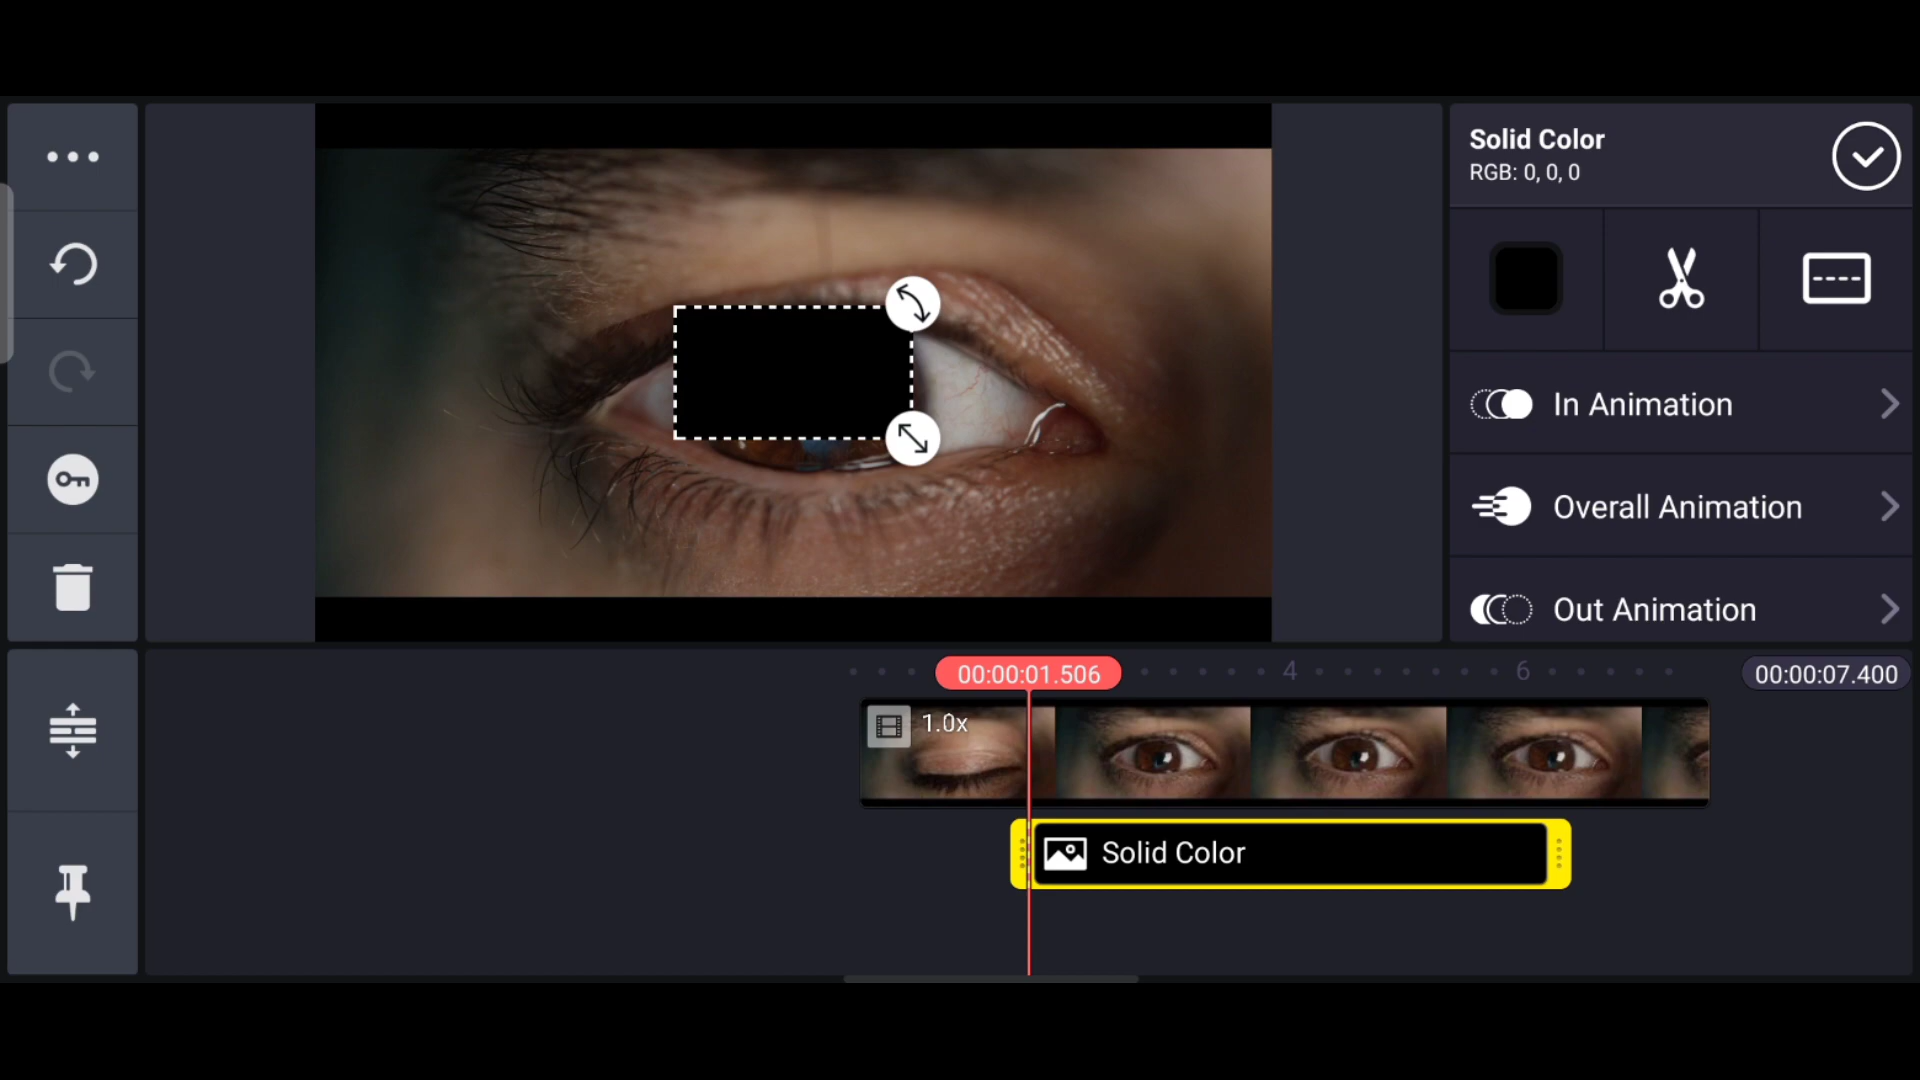 Solid Color
RGB: 0, 0, 0
In Animation
Overall Animation
Out Animation
00:00:01.506
4
6
00:00:07.400
1.0x
Solid Color